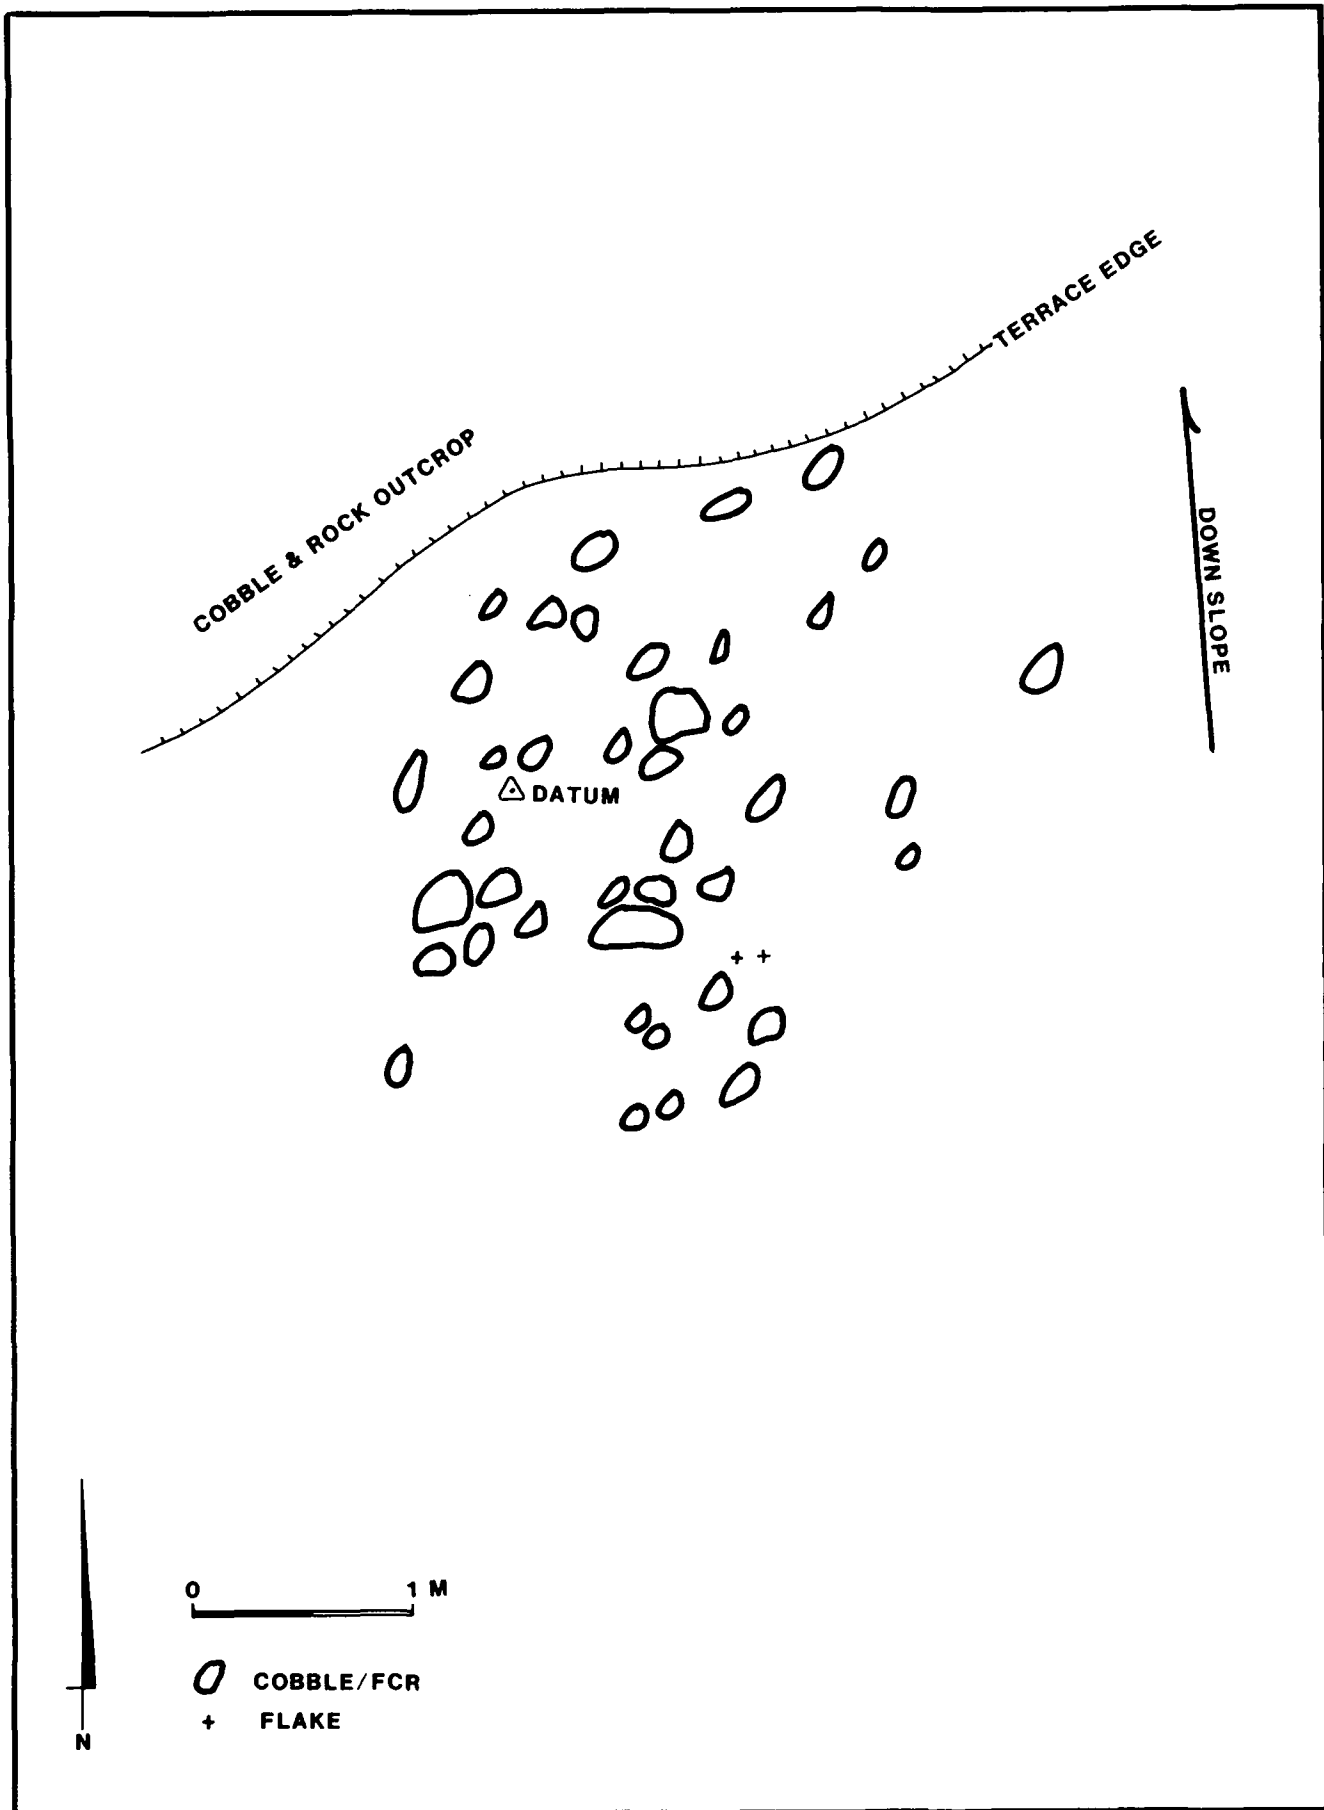 TERRACE EDGE
COBBLE & ROCK OUTCROP
DOWN SLOPE
DATUM
0 1 M
COBBLE/FCR
+ FLAKE
N